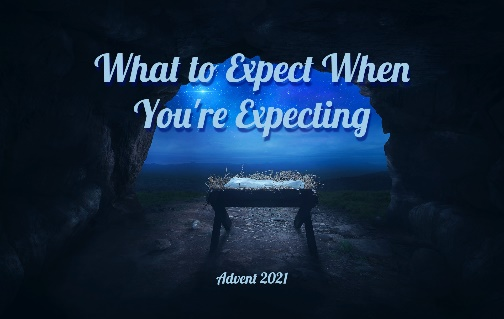 What to Expect When
You're Expecting
Advent 2021